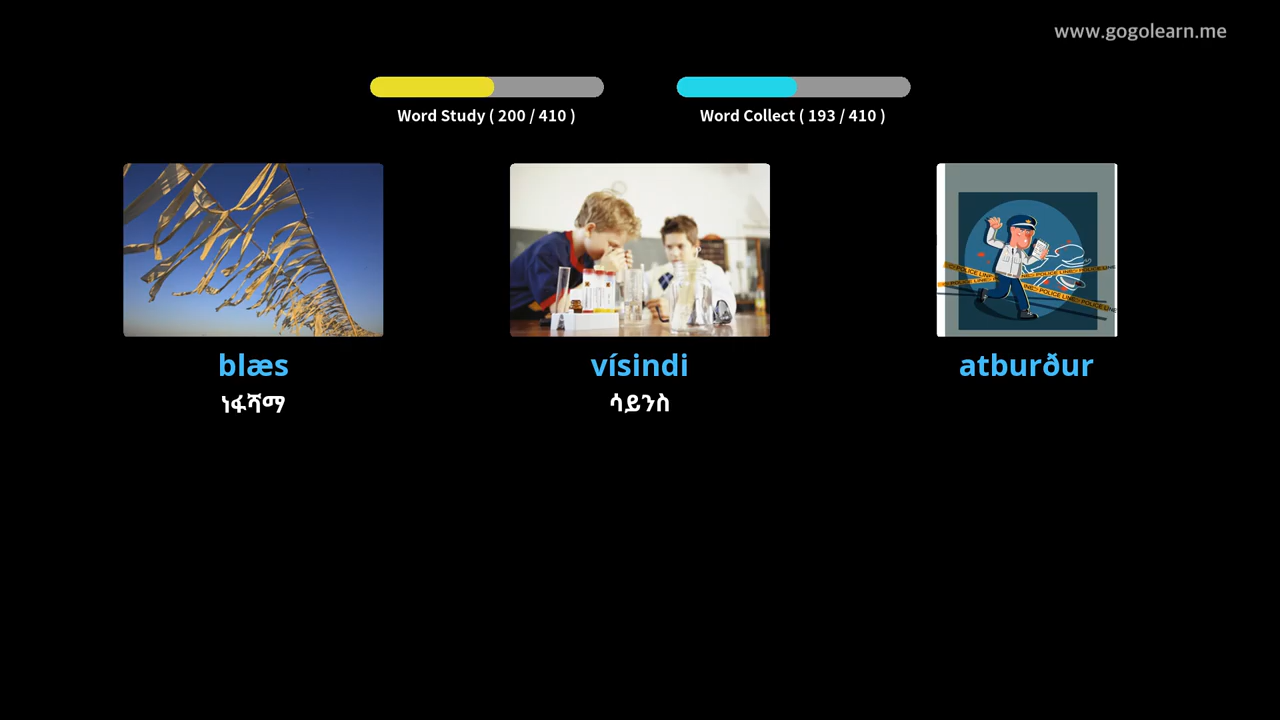 www.gogolearn.me
Word Study ( 200 / 410 )
Word Collect ( 193 / 410 )
blæs
vísindi
atburður
ነፋሻማ
ሳይንስ